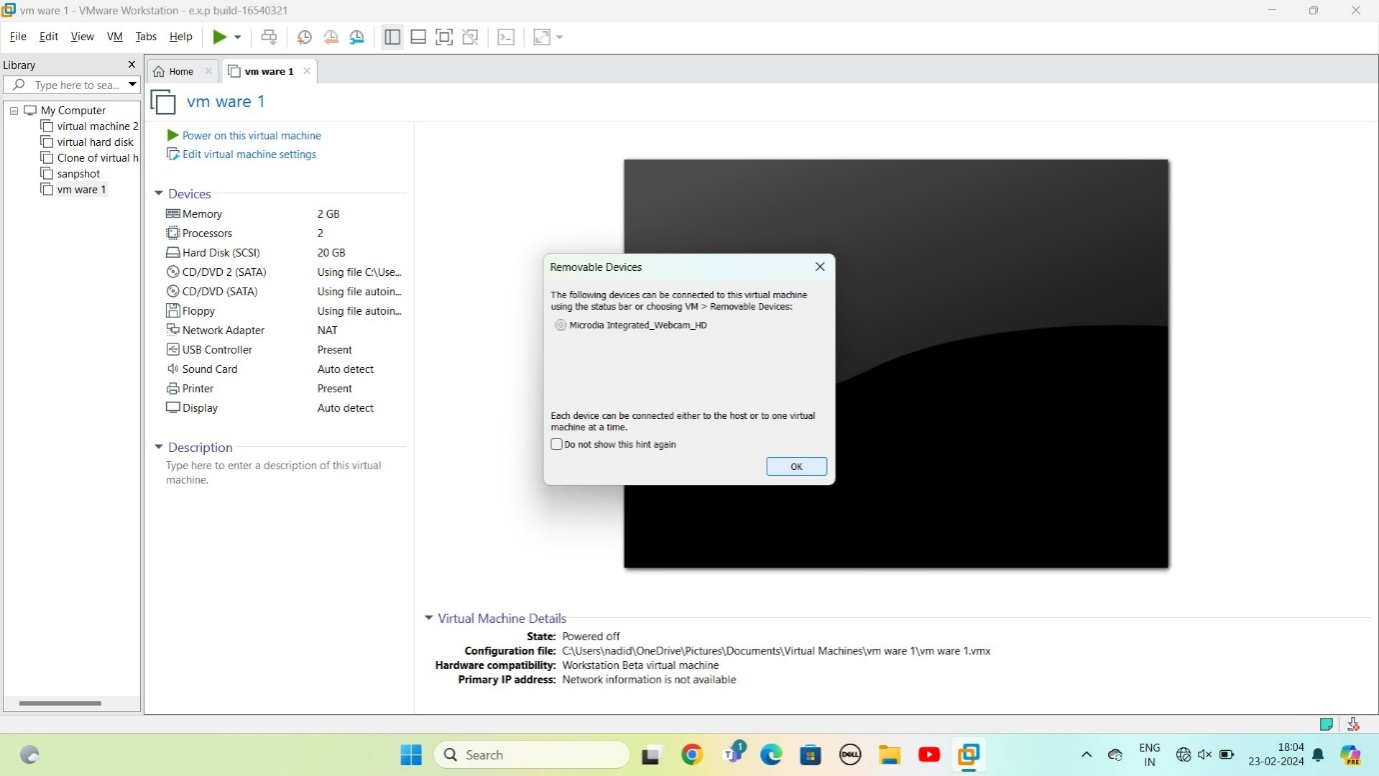 vm ware 1 - VMware Workstation - e.x.p build-16540321
File Edit View VM Tabs Help
Library
Type here to sea...
Home
vm ware 1
My Computer
virtual machine 2
virtual hard disk
Clone of virtual h
sanpshot
vm ware 1
vm ware 1
Power on this virtual machine
Edit virtual machine settings
Devices
Memory 2 GB
Processors 2
Hard Disk (SCSI) 20 GB
CD/DVD 2 (SATA) Using file C:\Use...
CD/DVD (SATA) Using file autoin...
Floppy Using file autoin...
Network Adapter NAT
USB Controller Present
Sound Card Auto detect
Printer Present
Display Auto detect
Description
Type here to enter a description of this virtual
machine.
Removable Devices
The following devices can be connected to this virtual machine
using the status bar or choosing VM > Removable Devices:
Microdia Integrated_Webcam_HD
Each device can be connected either to the host or to one virtual
machine at a time.
Do not show this hint again
OK
Virtual Machine Details
State: Powered off
Configuration file: C:\Users\nadid\OneDrive\Pictures\Documents\Virtual Machines\vm ware 1\vm ware 1.vmx
Hardware compatibility: Workstation Beta virtual machine
Primary IP address: Network information is not available
Search
1
DELL
ENG
IN
18:04
23-02-2024
PRE